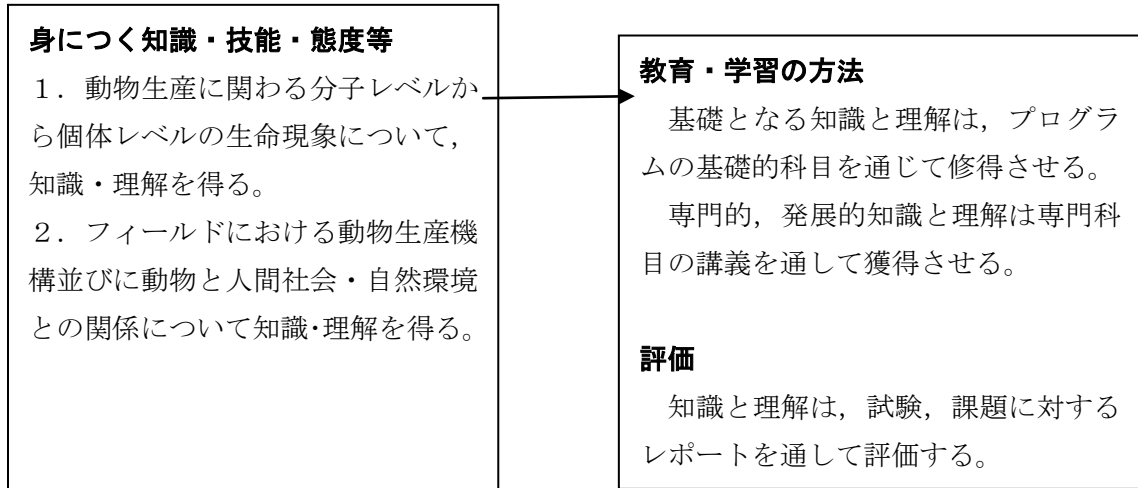 身につく知識・技能・態度等
１．動物生産に関わる分子レベルか
ら個体レベルの生命現象について，
知識・理解を得る。
２．フィールドにおける動物生産機
構並びに動物と人間社会・自然環境
との関係について知識･理解を得る。
教育・学習の方法
　基礎となる知識と理解は，プログラ
ムの基礎的科目を通じて修得させる。
　専門的，発展的知識と理解は専門科
目の講義を通して獲得させる。
評価
　知識と理解は，試験，課題に対する
レポートを通して評価する。